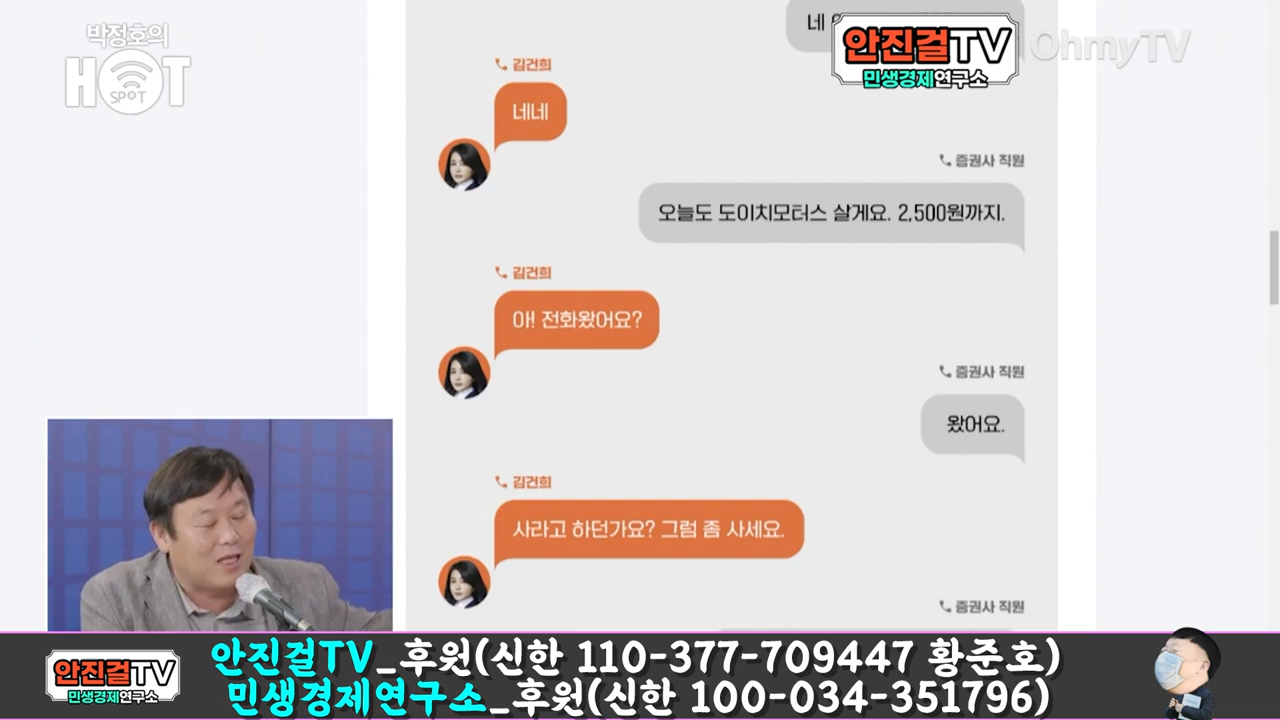 박정호의
HOT
SPOT
네
안진걸TV
민생경제연구소
OhmyTV
김건희
네네
증권사 직원
오늘도 도이치모터스 살게요. 2,500원까지.
김건희
아! 전화왔어요?
증권사 직원
왔어요.
김건희
사라고 하던가요? 그럼 좀 사세요.
증권사 직원
안진걸TV
민생경제연구소
안진걸TV_후원(신한 110-377-709447 황준호)
민생경제연구소_후원(신한 100-034-351796)